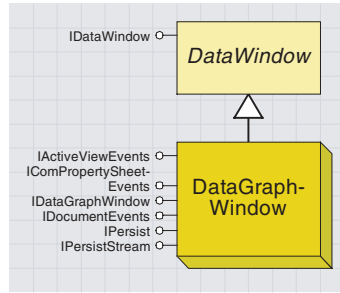 IDataWindow
DataWindow
IActiveViewEvents
IComPropertySheet-
Events
IDataGraphWindow
IDocumentEvents
IPersist
IPersistStream
DataGraph-
Window